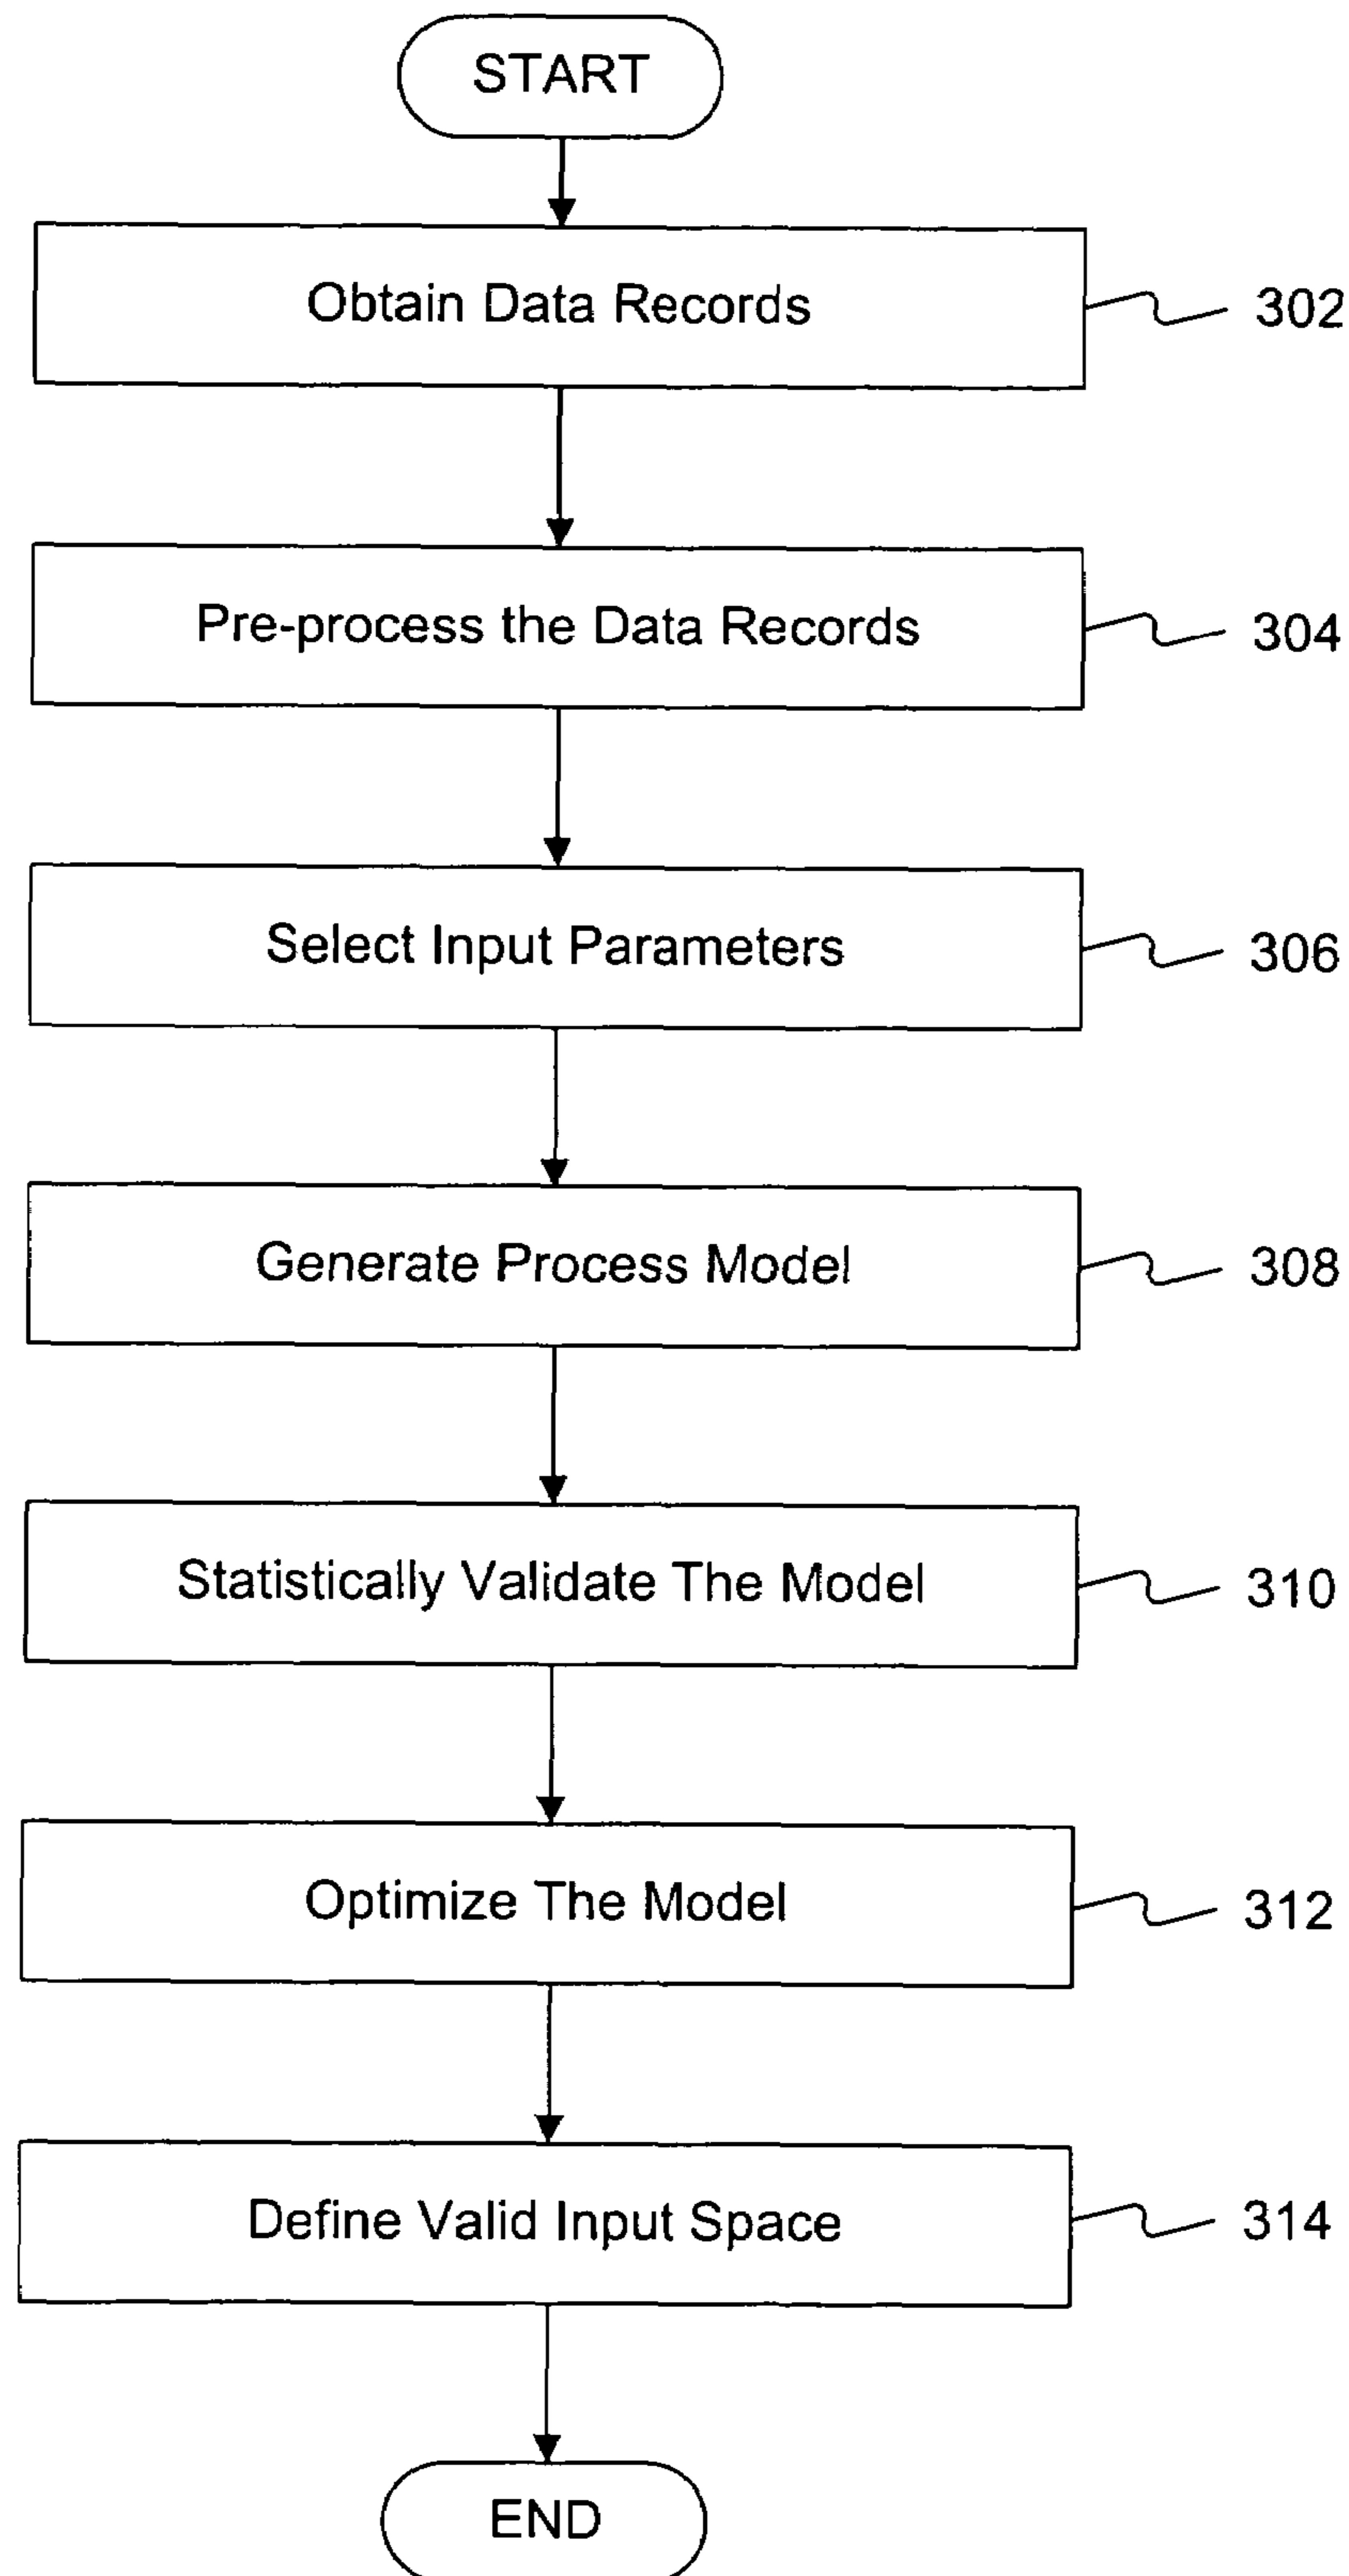 START
Obtain Data Records
302
Pre-process the Data Records
304
Select Input Parameters
306
Generate Process Model
308
Statistically Validate The Model
310
Optimize The Model
312
Define Valid Input Space
314
END